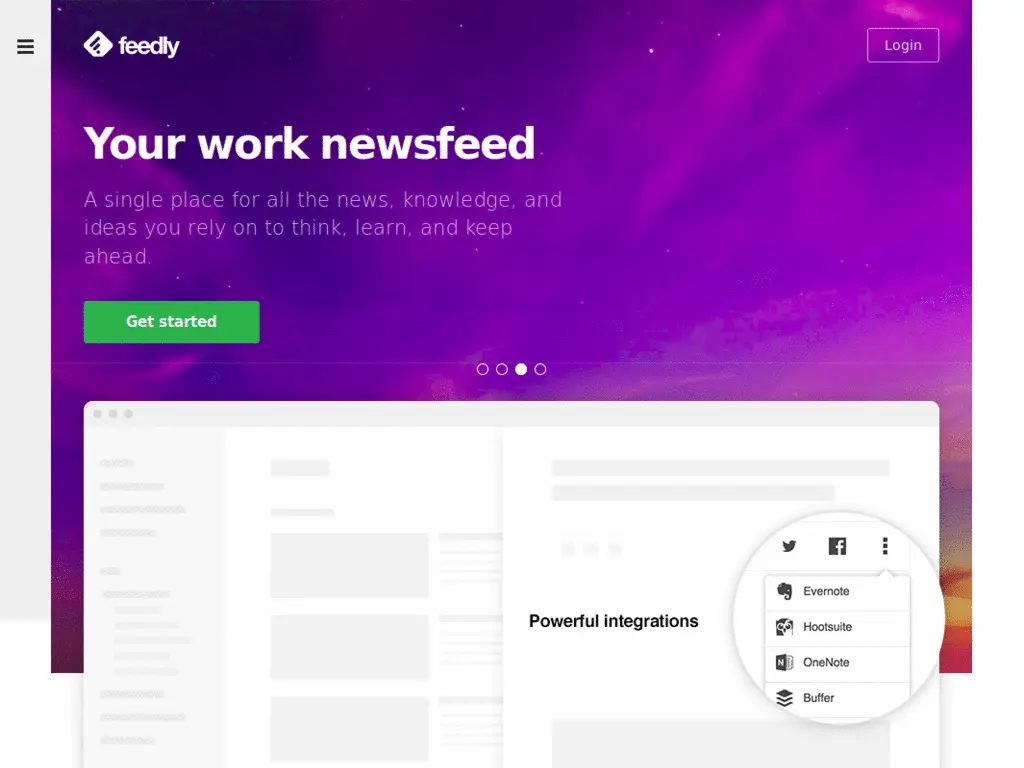 feedly
Login
Your work newsfeed
A single place for all the news, knowledge, and
ideas you rely on to think, learn, and keep
ahead.
Get started
Powerful integrations
Evernote
Hootsuite
OneNote
Buffer